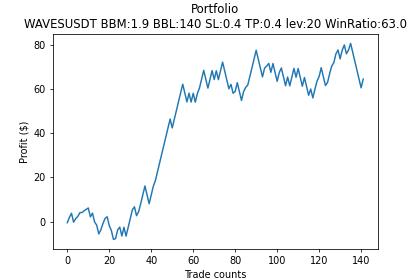 Portfolio
WAVESUSDT BBM:1.9 BBL:140 SL:0.4 TP:0.4 lev:20 WinRatio:63.0
80
60
40
20
0
Profit ($)
0 20 40 60 80 100 120 140
Trade counts